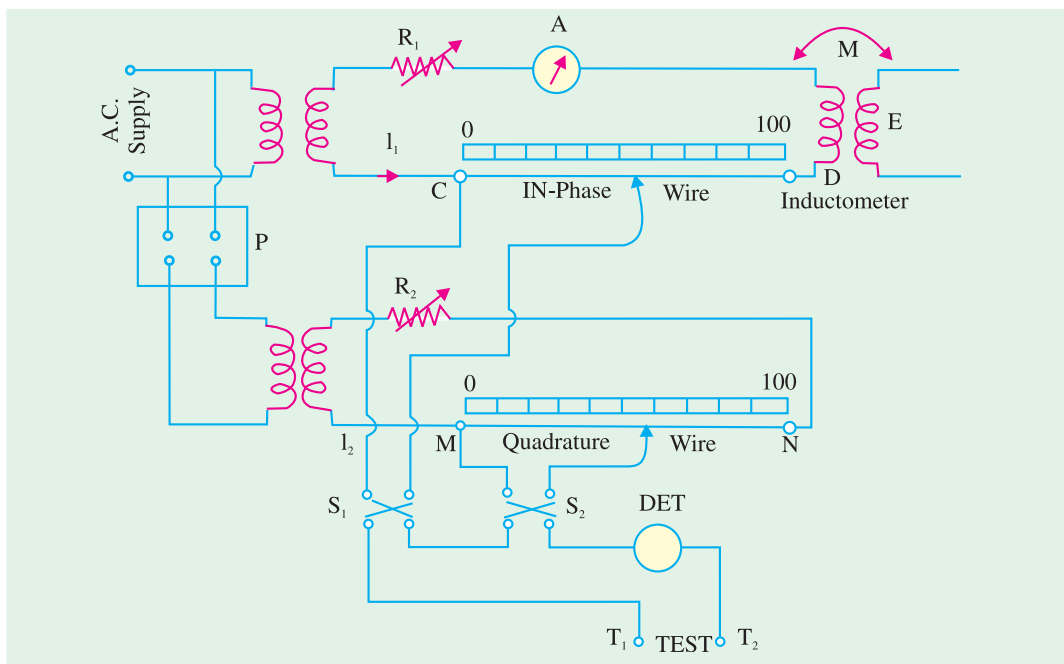 R₁
A
M
A.C.
Supply
0
100
E
l₁
C
IN-Phase
Wire
D
Inductometer
P
R₂
0
100
l₂
M
Quadrature
Wire
N
S₁
S₂
DET
T₁
TEST
T₂